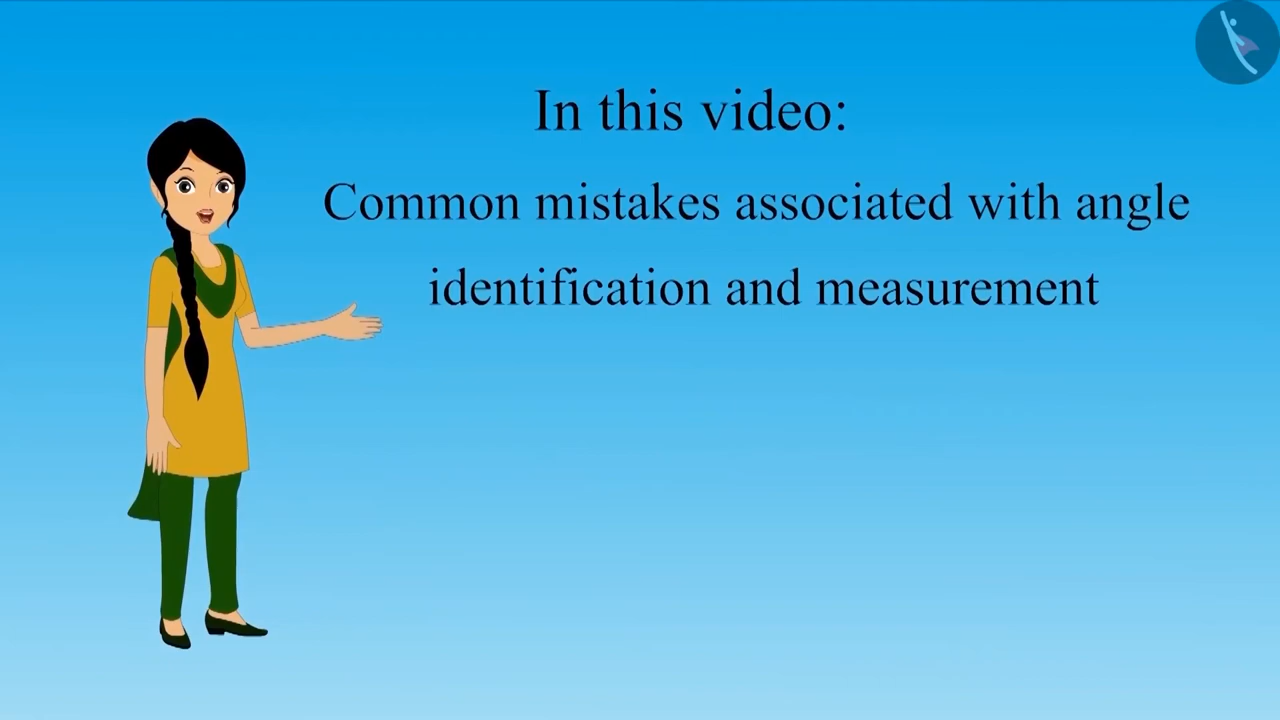 In this video:
Common mistakes associated with angle
identification and measurement